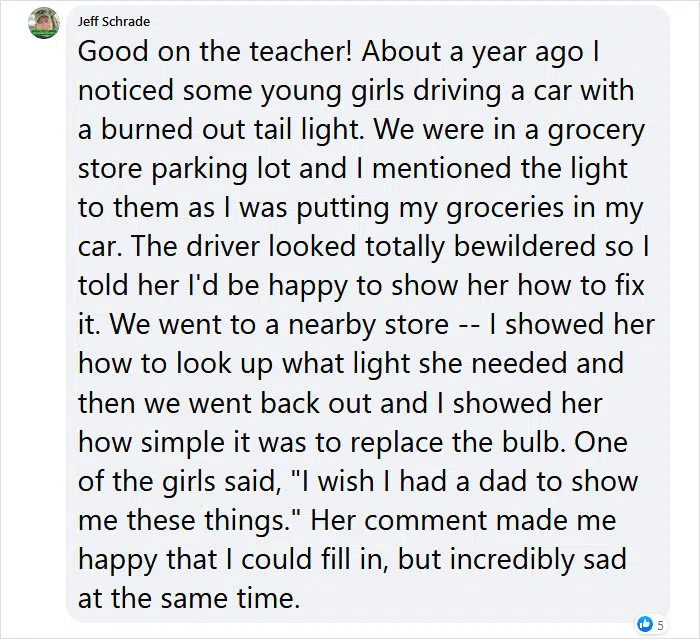 Jeff Schrade
Good on the teacher! About a year ago I
noticed some young girls driving a car with
a burned out tail light. We were in a grocery
store parking lot and I mentioned the light
to them as I was putting my groceries in my
car. The driver looked totally bewildered so I
told her I'd be happy to show her how to fix
it. We went to a nearby store -- I showed her
how to look up what light she needed and
then we went back out and I showed her
how simple it was to replace the bulb. One
of the girls said, "I wish I had a dad to show
me these things." Her comment made me
happy that I could fill in, but incredibly sad
at the same time.
5